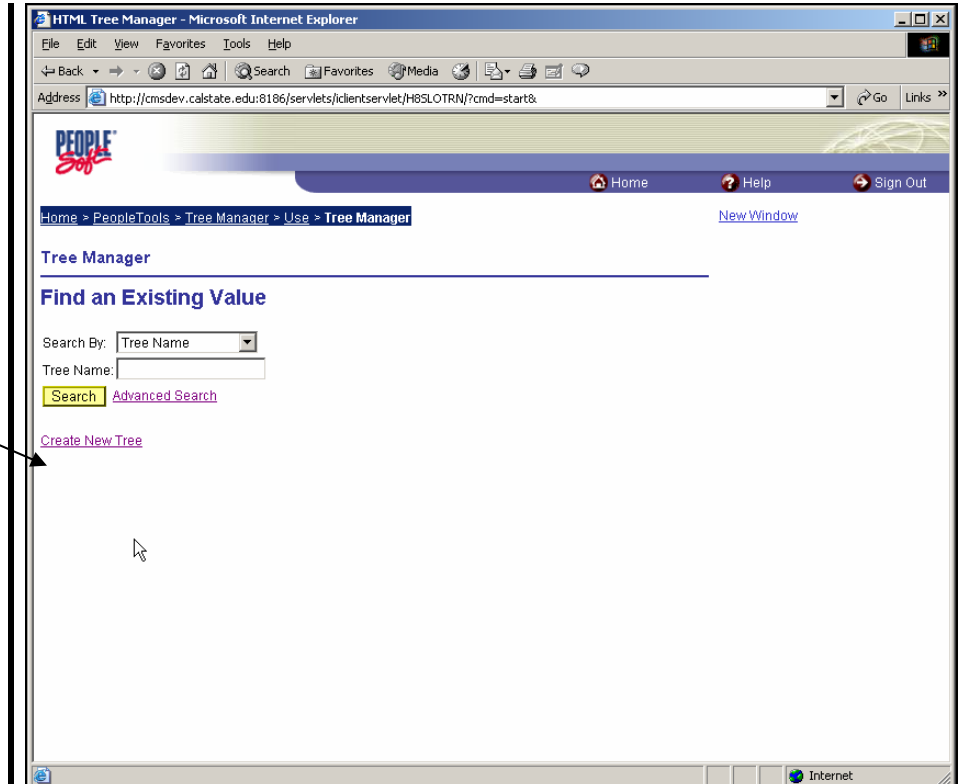 HTML Tree Manager - Microsoft Internet Explorer
File Edit View Favorites Tools Help
Back Search Favorites Media
Address http://cmsdev.calstate.edu:8186/servlets/iclientservlet/H8SLOTRN/?cmd=start& Go Links »
PEOPLE
Soft
Home Help Sign Out
Home > PeopleTools > Tree Manager > Use > Tree Manager New Window
Tree Manager
Find an Existing Value
Search By: Tree Name
Tree Name:
Search Advanced Search
Create New Tree
Internet